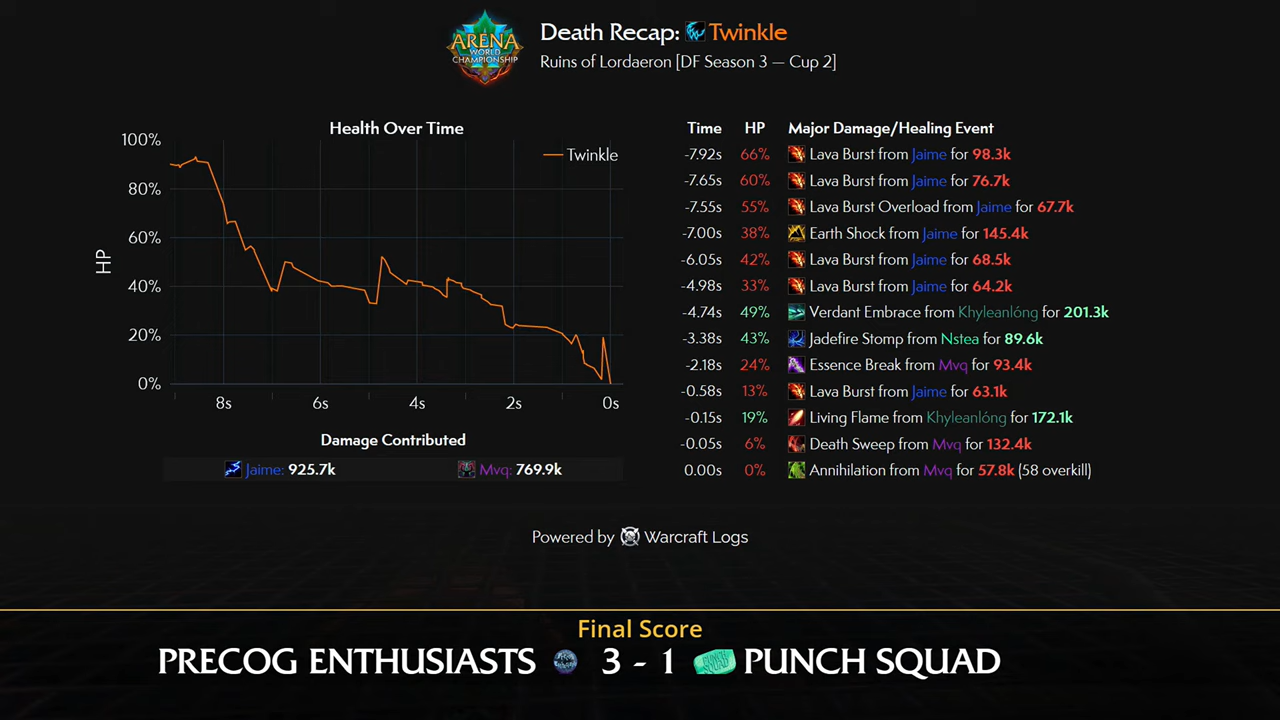 ARENA
WORLD
CHAMPIONSHIP
Death Recap: Twinkle
Ruins of Lordaeron [DF Season 3 — Cup 2]
Health Over Time
100%
80%
60%
40%
20%
0%
HP
8s 6s 4s 2s 0s
Twinkle
Damage Contributed
Jaime: 925.7k Mvq: 769.9k
Time HP Major Damage/Healing Event
-7.92s 66% Lava Burst from Jaime for 98.3k
-7.65s 60% Lava Burst from Jaime for 76.7k
-7.55s 55% Lava Burst Overload from Jaime for 67.7k
-7.00s 38% Earth Shock from Jaime for 145.4k
-6.05s 42% Lava Burst from Jaime for 68.5k
-4.98s 33% Lava Burst from Jaime for 64.2k
-4.74s 49% Verdant Embrace from Khyleanlóng for 201.3k
-3.38s 43% Jadefire Stomp from Nstea for 89.6k
-2.18s 24% Essence Break from Mvq for 93.4k
-0.58s 13% Lava Burst from Jaime for 63.1k
-0.15s 19% Living Flame from Khyleanlóng for 172.1k
-0.05s 6% Death Sweep from Mvq for 132.4k
0.00s 0% Annihilation from Mvq for 57.8k (58 overkill)
Powered by Warcraft Logs
Final Score
PRECOG ENTHUSIASTS 3 - 1 PUNCH SQUAD